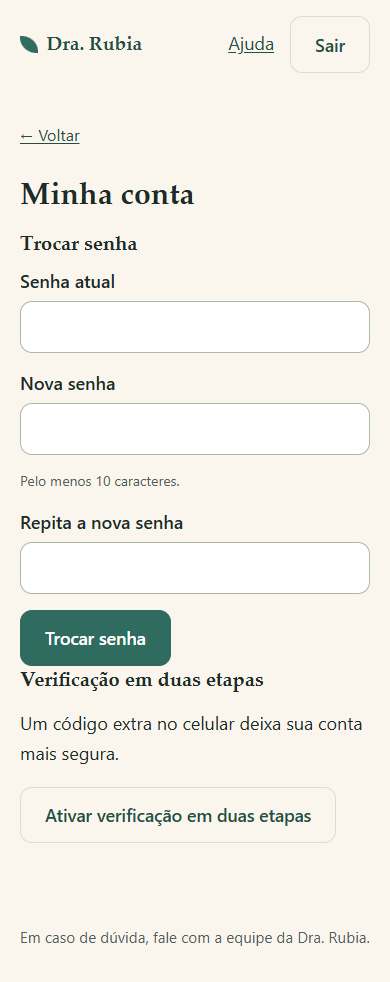 Dra. Rubia
Ajuda
Sair
← Voltar
Minha conta
Trocar senha
Senha atual
Nova senha
Pelo menos 10 caracteres.
Repita a nova senha
Trocar senha
Verificação em duas etapas
Um código extra no celular deixa sua conta
mais segura.
Ativar verificação em duas etapas
Em caso de dúvida, fale com a equipe da Dra. Rubia.